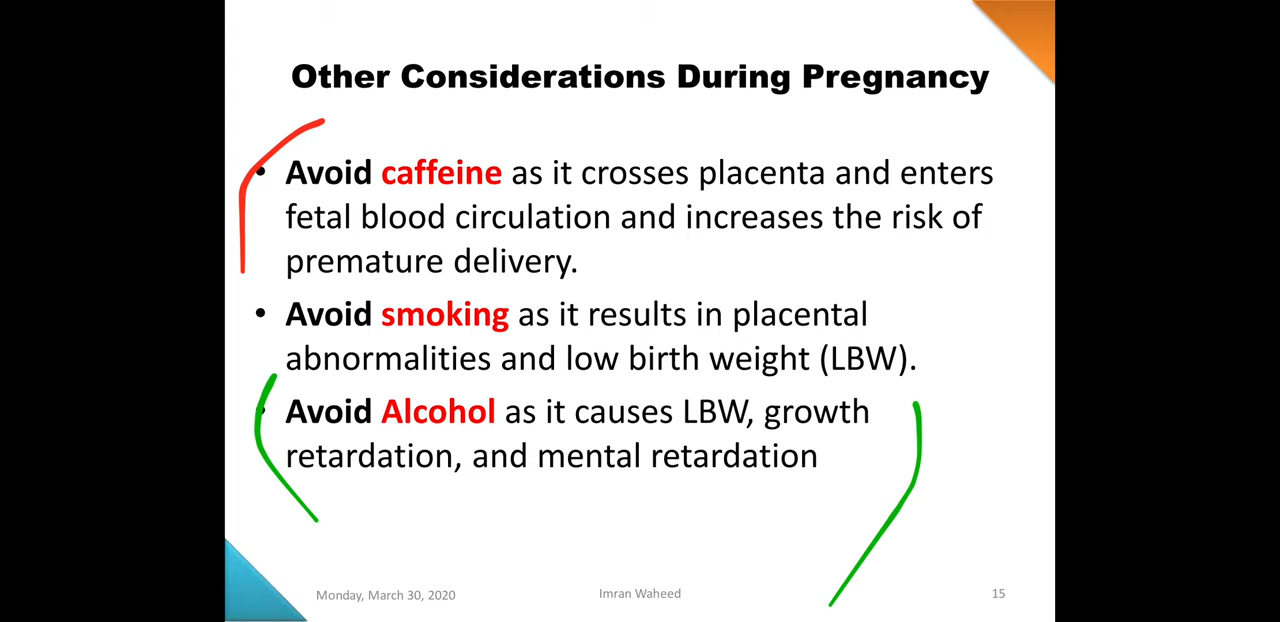 Other Considerations During Pregnancy
• Avoid caffeine as it crosses placenta and enters
fetal blood circulation and increases the risk of
premature delivery.
• Avoid smoking as it results in placental
abnormalities and low birth weight (LBW).
• Avoid Alcohol as it causes LBW, growth
retardation, and mental retardation
Monday, March 30, 2020
Imran Waheed
15